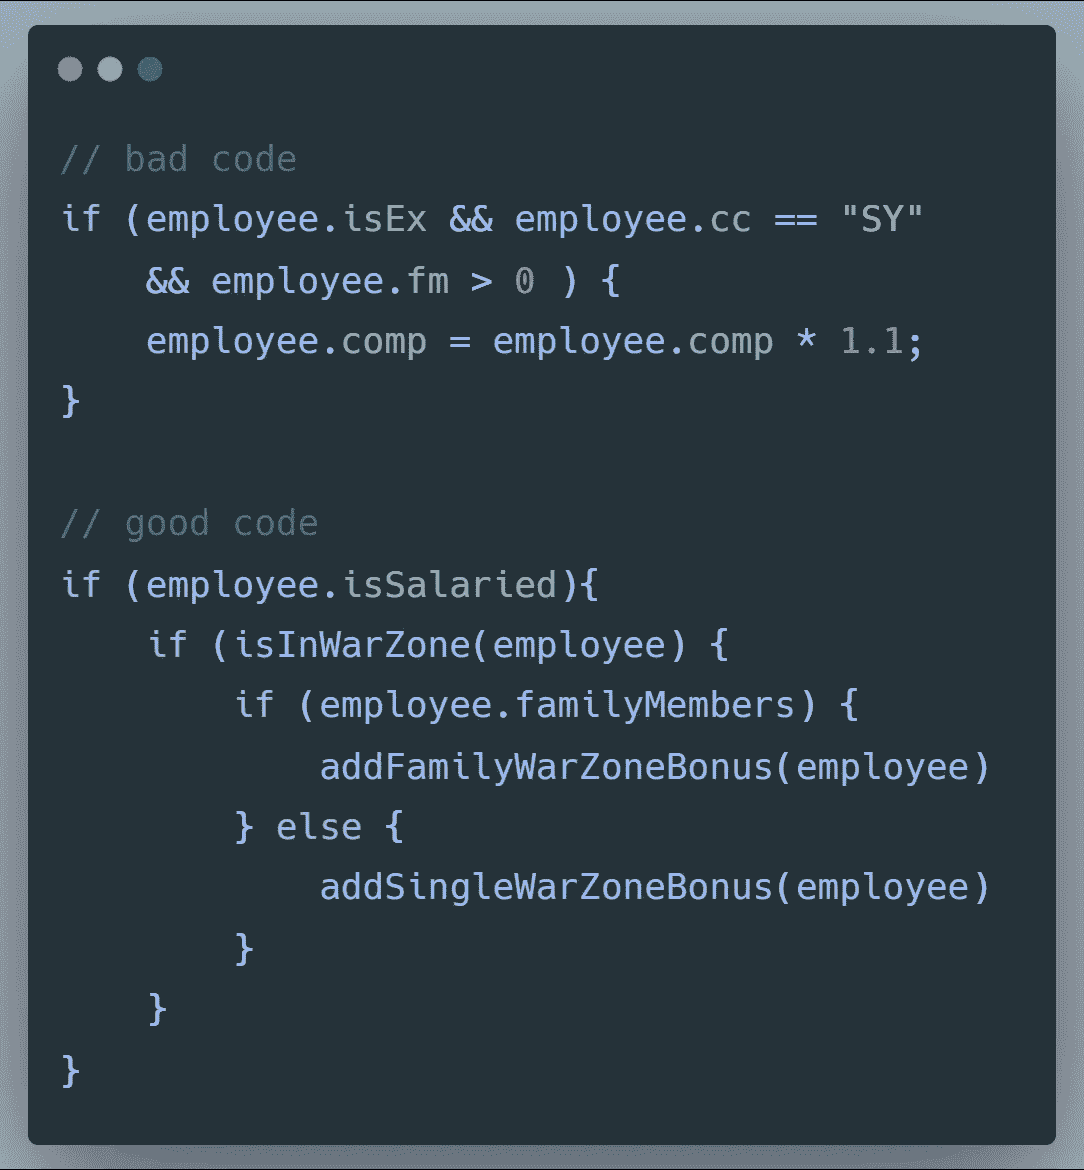 // bad code
if (employee.isEx && employee.cc == "SY"
    && employee.fm > 0 ) {
    employee.comp = employee.comp * 1.1;
}

// good code
if (employee.isSalaried){
    if (isInWarZone(employee) {
        if (employee.familyMembers) {
            addFamilyWarZoneBonus(employee)
        } else {
            addSingleWarZoneBonus(employee)
        }
    }
}